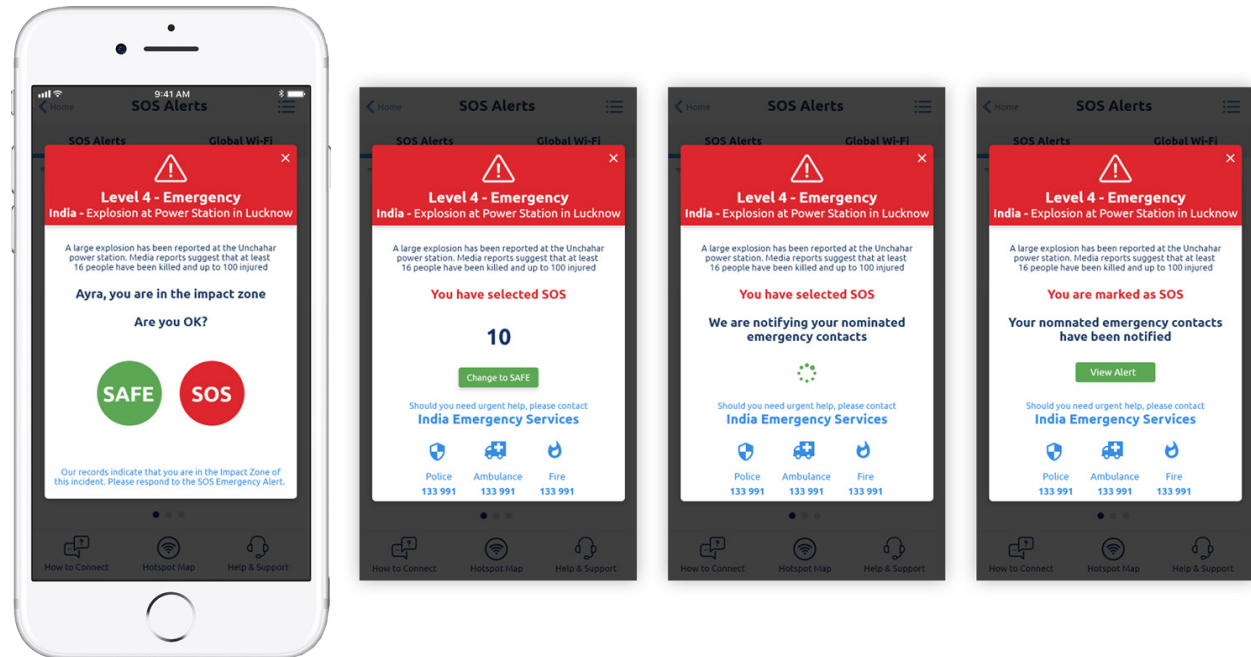 9:41 AM
Home
SOS Alerts
SOS Alerts
Global Wi-Fi
Level 4 - Emergency
India - Explosion at Power Station in Lucknow
A large explosion has been reported at the Unchahar
power station. Media reports suggest that at least
16 people have been killed and up to 100 injured
Ayra, you are in the impact zone
Are you OK?
SAFE
SOS
Our records indicate that you are in the Impact Zone of
this incident. Please respond to the SOS Emergency Alert.
How to Connect
Hotspot Map
Help & Support
Home
SOS Alerts
SOS Alerts
Global Wi-Fi
Level 4 - Emergency
India - Explosion at Power Station in Lucknow
A large explosion has been reported at the Unchahar
power station. Media reports suggest that at least
16 people have been killed and up to 100 injured
You have selected SOS
10
Change to SAFE
Should you need urgent help, please contact
India Emergency Services
Police
Ambulance
Fire
133 991
133 991
133 991
How to Connect
Hotspot Map
Help & Support
Home
SOS Alerts
SOS Alerts
Global Wi-Fi
Level 4 - Emergency
India - Explosion at Power Station in Lucknow
A large explosion has been reported at the Unchahar
power station. Media reports suggest that at least
16 people have been killed and up to 100 injured
You have selected SOS
We are notifying your nominated
emergency contacts
Should you need urgent help, please contact
India Emergency Services
Police
Ambulance
Fire
133 991
133 991
133 991
How to Connect
Hotspot Map
Help & Support
Home
SOS Alerts
SOS Alerts
Global Wi-Fi
Level 4 - Emergency
India - Explosion at Power Station in Lucknow
A large explosion has been reported at the Unchahar
power station. Media reports suggest that at least
16 people have been killed and up to 100 injured
You are marked as SOS
Your nomnated emergency contacts
have been notified
View Alert
Should you need urgent help, please contact
India Emergency Services
Police
Ambulance
Fire
133 991
133 991
133 991
How to Connect
Hotspot Map
Help & Support